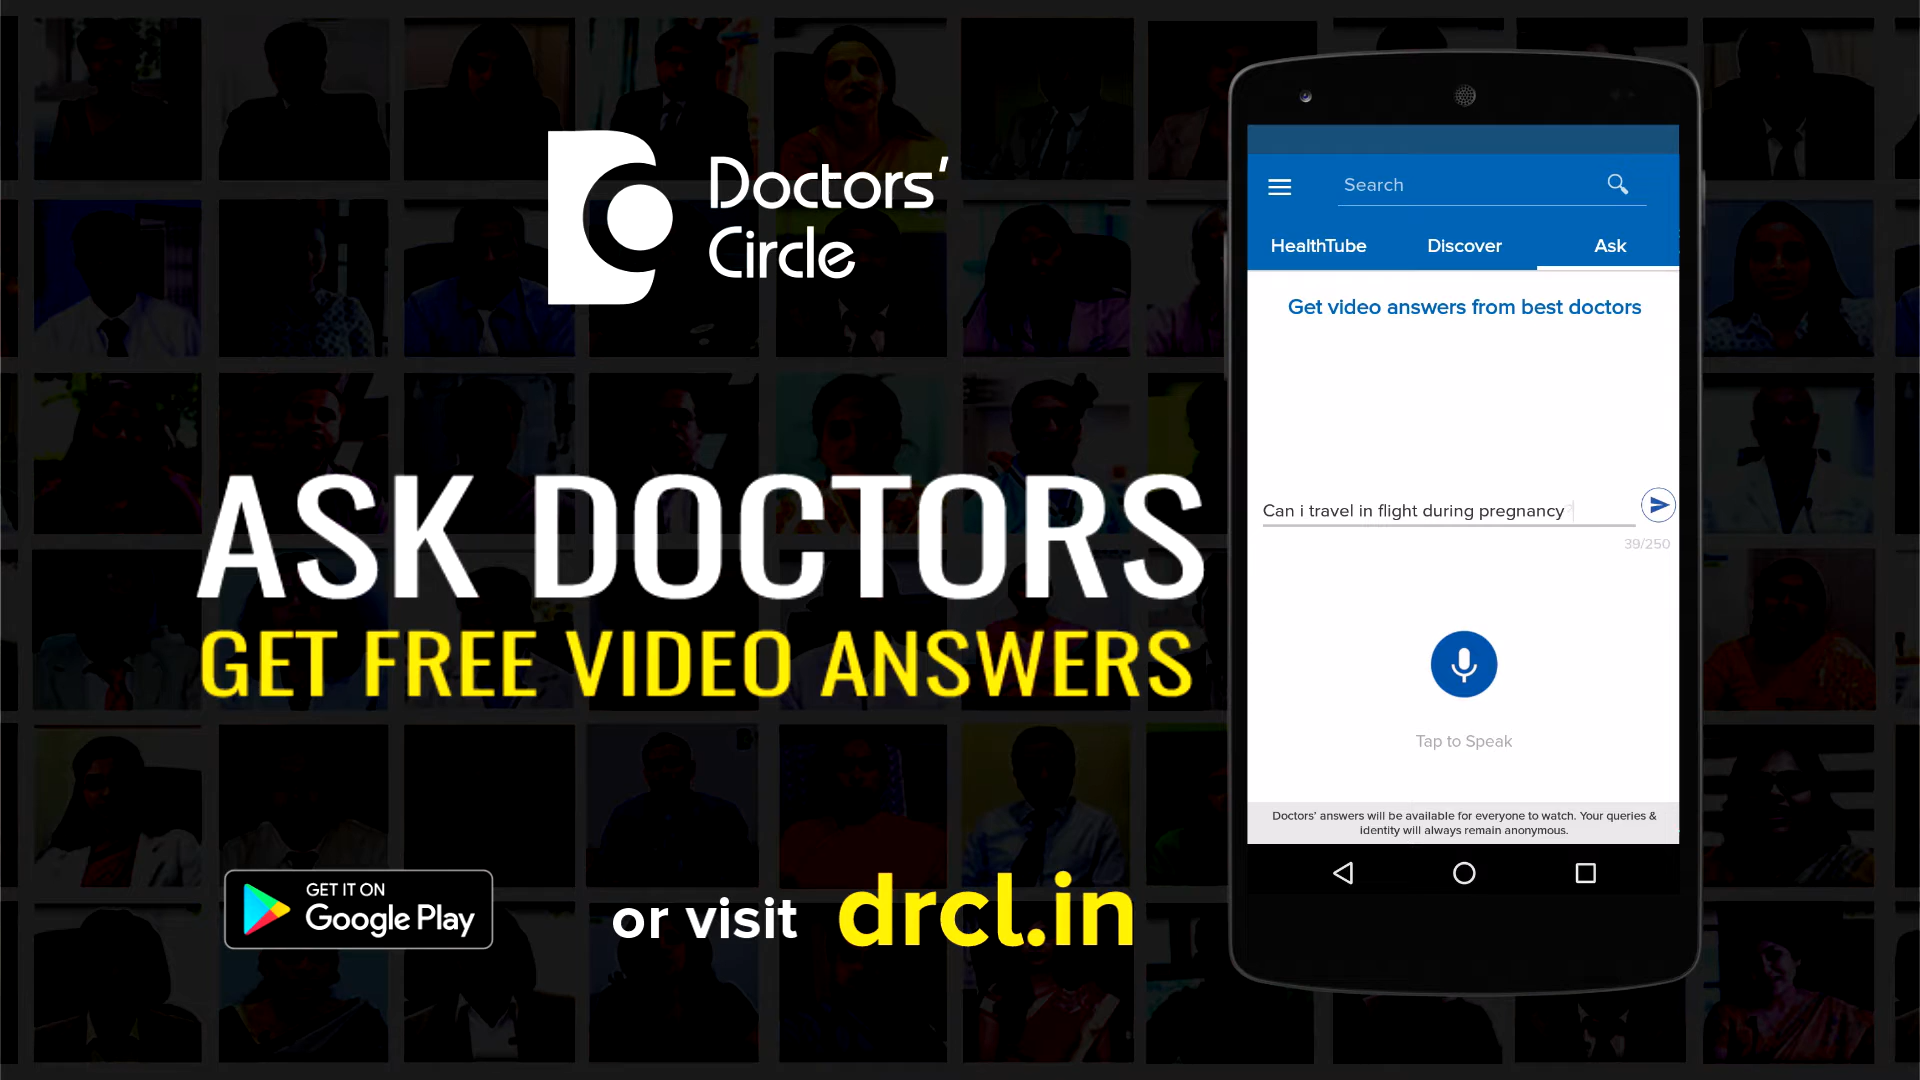 Doctors'
Circle
ASK DOCTORS
GET FREE VIDEO ANSWERS
GET IT ON
Google Play
or visit drcl.in
Search
HealthTube Discover Ask
Get video answers from best doctors
Can i travel in flight during pregnancy
39/250
Tap to Speak
Doctors' answers will be available for everyone to watch. Your queries &
identity will always remain anonymous.